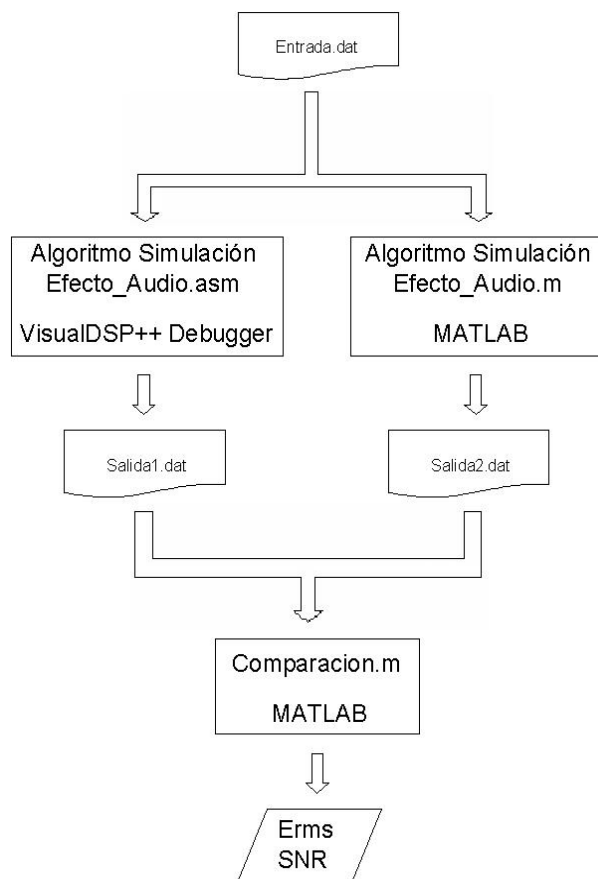 Entrada.dat
Algoritmo Simulación
Efecto_Audio.asm
VisualDSP++ Debugger
Algoritmo Simulación
Efecto_Audio.m
MATLAB
Salida1.dat
Salida2.dat
Comparacion.m
MATLAB
Erms
SNR